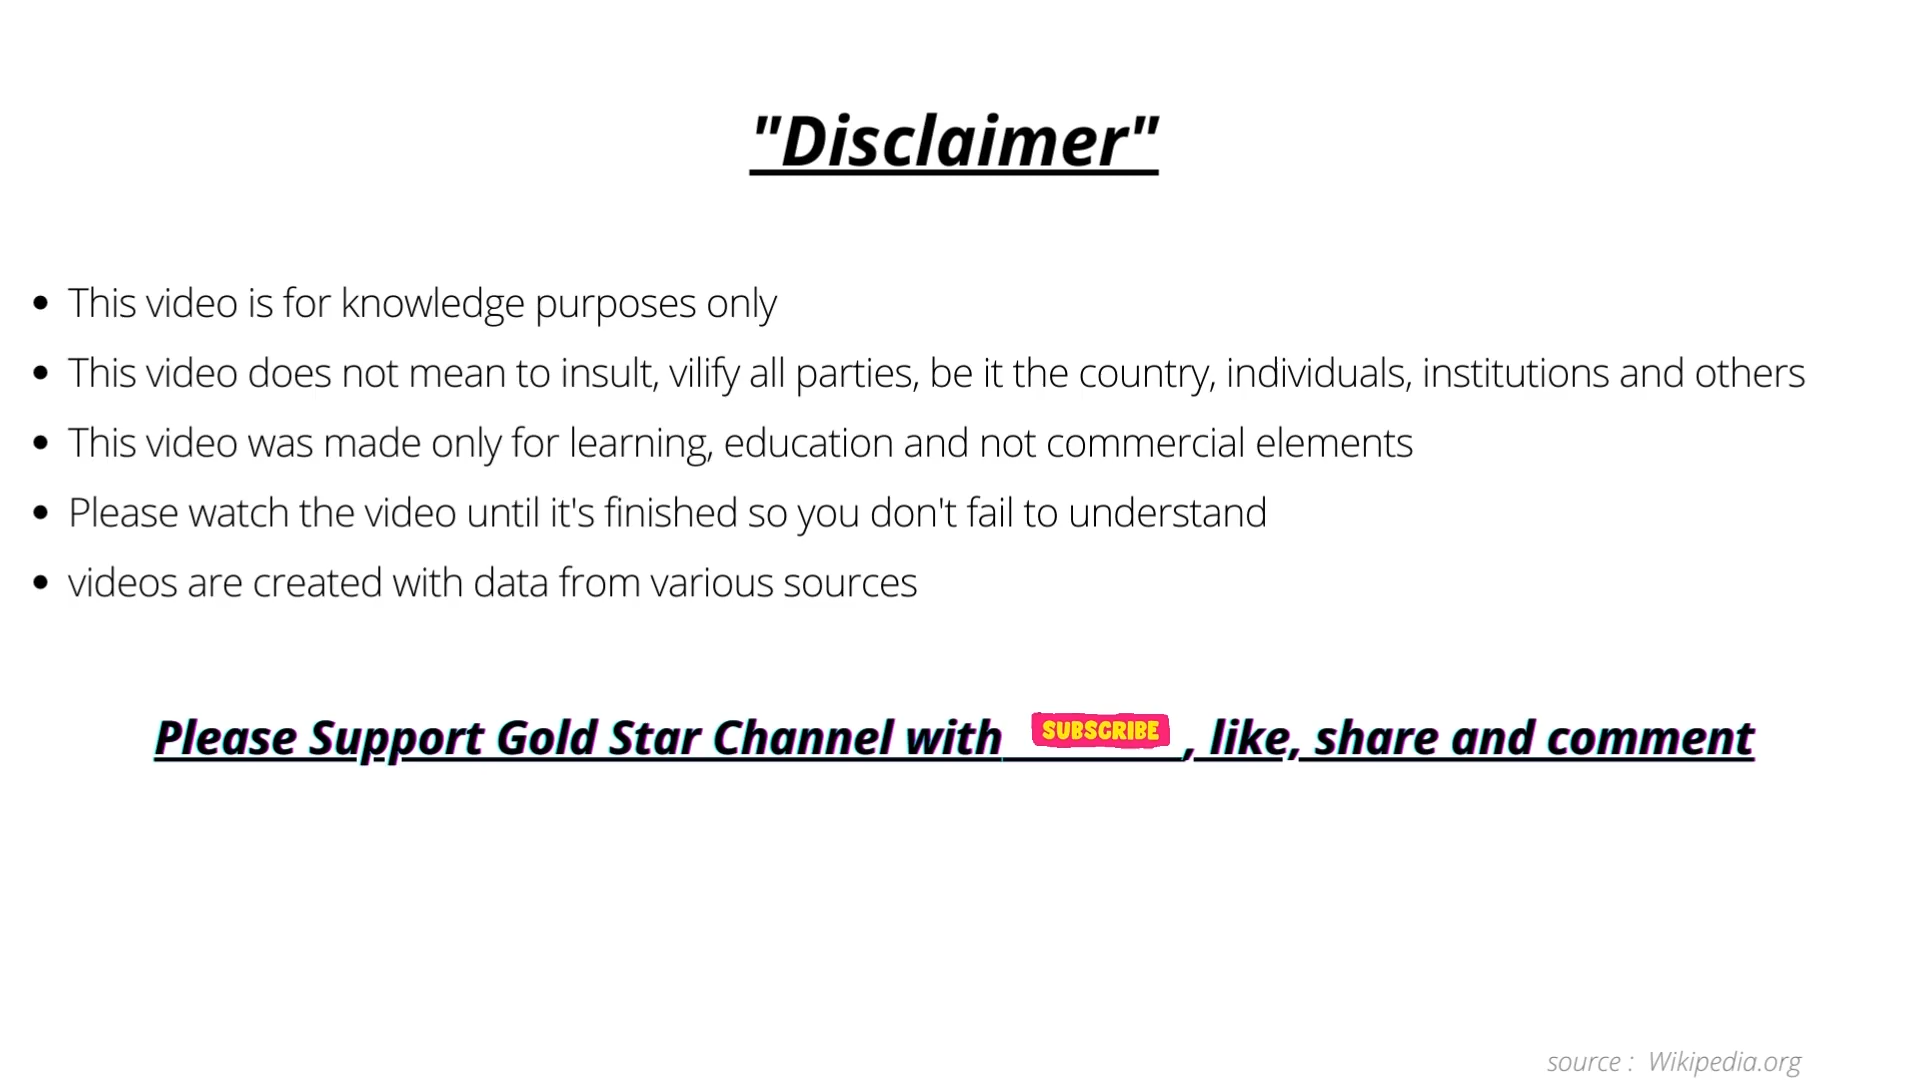 "Disclaimer"
• This video is for knowledge purposes only
• This video does not mean to insult, vilify all parties, be it the country, individuals, institutions and others
• This video was made only for learning, education and not commercial elements
• Please watch the video until it's finished so you don't fail to understand
• videos are created with data from various sources
Please Support Gold Star Channel with SUBSCRIBE , like, share and comment
source : Wikipedia.org